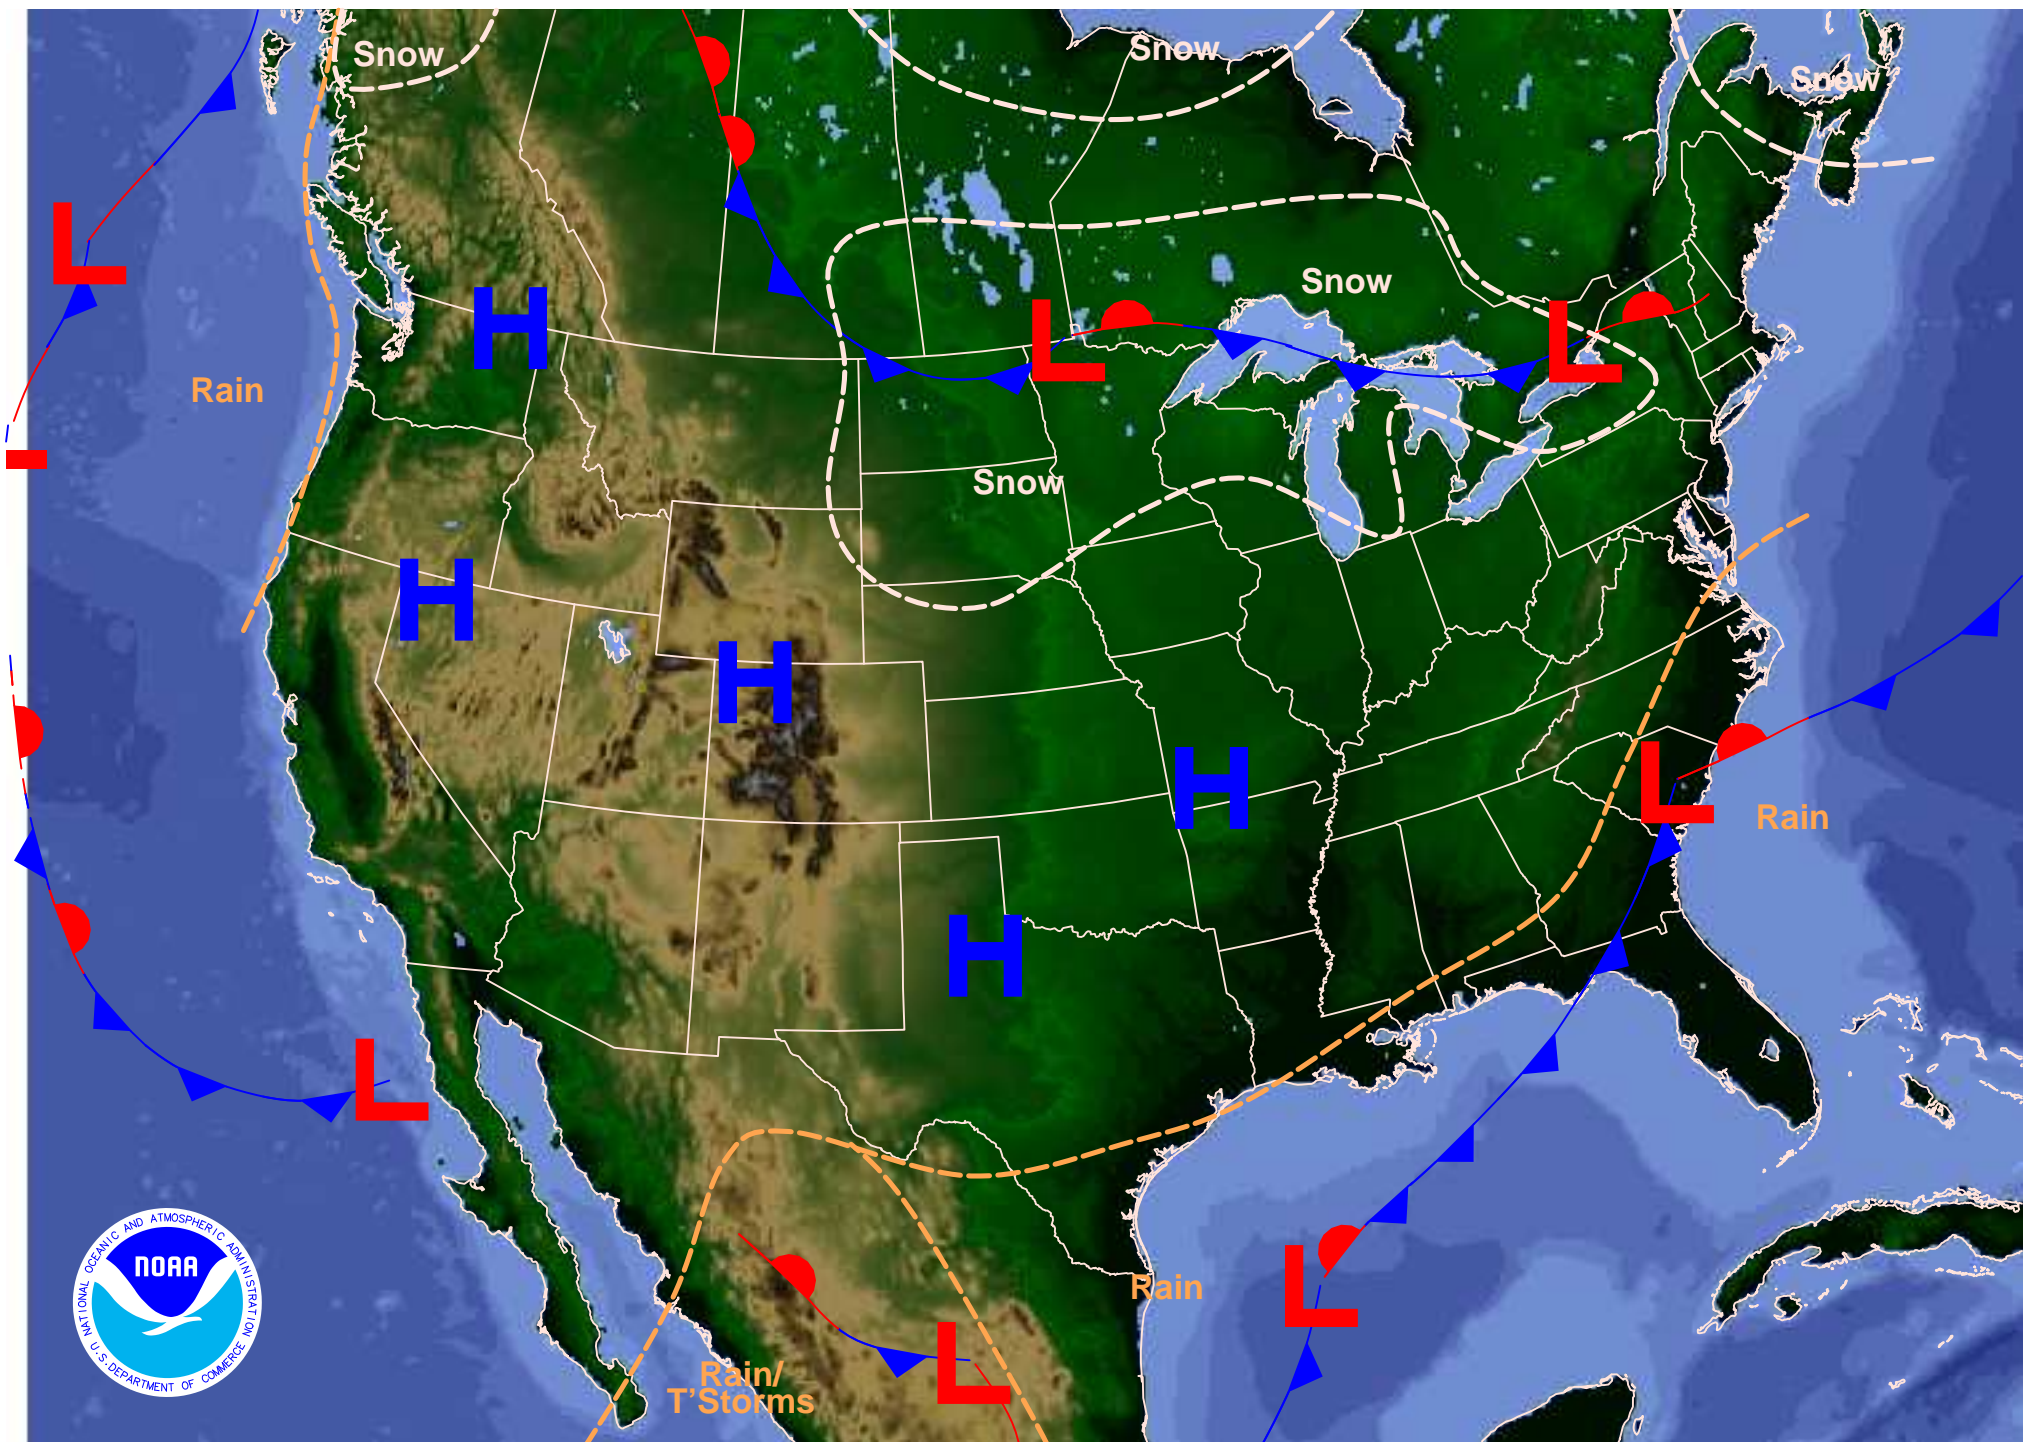 Snow
Snow
Snow
Snow
H
L
L
L
Rain
Snow
H
H
H
L
Rain
H
L
Rain
L
Rain/
T'Storms
L
NATIONAL OCEANIC AND ATMOSPHERIC ADMINISTRATION
NOAA
U.S. DEPARTMENT OF COMMERCE